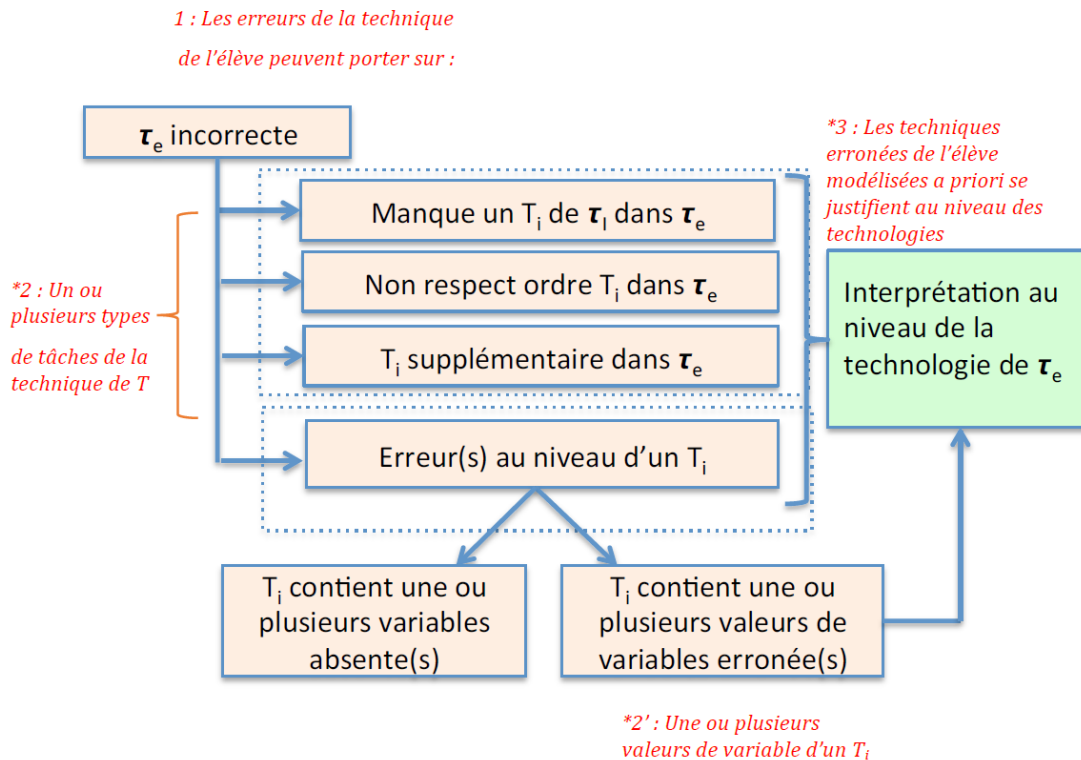 1 : Les erreurs de la technique
de l'élève peuvent porter sur :
τe incorrecte
*3 : Les techniques
erronées de l'élève
modélisées a priori se
justifient au niveau des
technologies
Manque un Ti de τI dans τe
Non respect ordre Ti dans τe
Ti supplémentaire dans τe
*2 : Un ou
plusieurs types
de tâches de la
technique de T
Interprétation au
niveau de la
technologie de τe
Erreur(s) au niveau d'un Ti
Ti contient une ou
plusieurs variables
absente(s)
Ti contient une ou
plusieurs valeurs de
variables erronée(s)
*2' : Une ou plusieurs
valeurs de variable d'un Ti